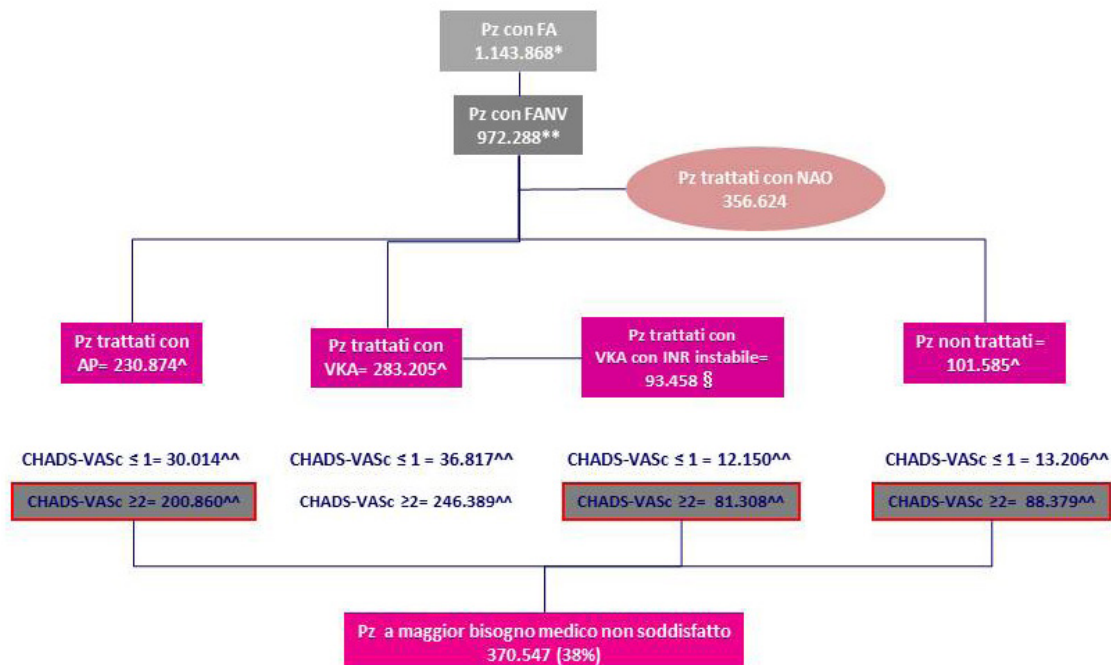 Pz con FA
1.143.868*
Pz con FANV
972.288**
Pz trattati con NAO
356.624
Pz trattati con
AP= 230.874^
Pz trattati con
VKA= 283.205^
Pz trattati con
VKA con INR instabile=
93.458 §
Pz non trattati =
101.585^
CHADS-VASc ≤ 1= 30.014^^
CHADS-VASc ≤ 1 = 36.817^^
CHADS-VASc ≤ 1 = 12.150^^
CHADS-VASc ≤ 1 = 13.206^^
CHADS-VASc ≥2= 200.860^^
CHADS-VASc ≥2= 246.389^^
CHADS-VASc ≥2= 81.308^^
CHADS-VASc ≥2= 88.379^^
Pz a maggior bisogno medico non soddisfatto
370.547 (38%)